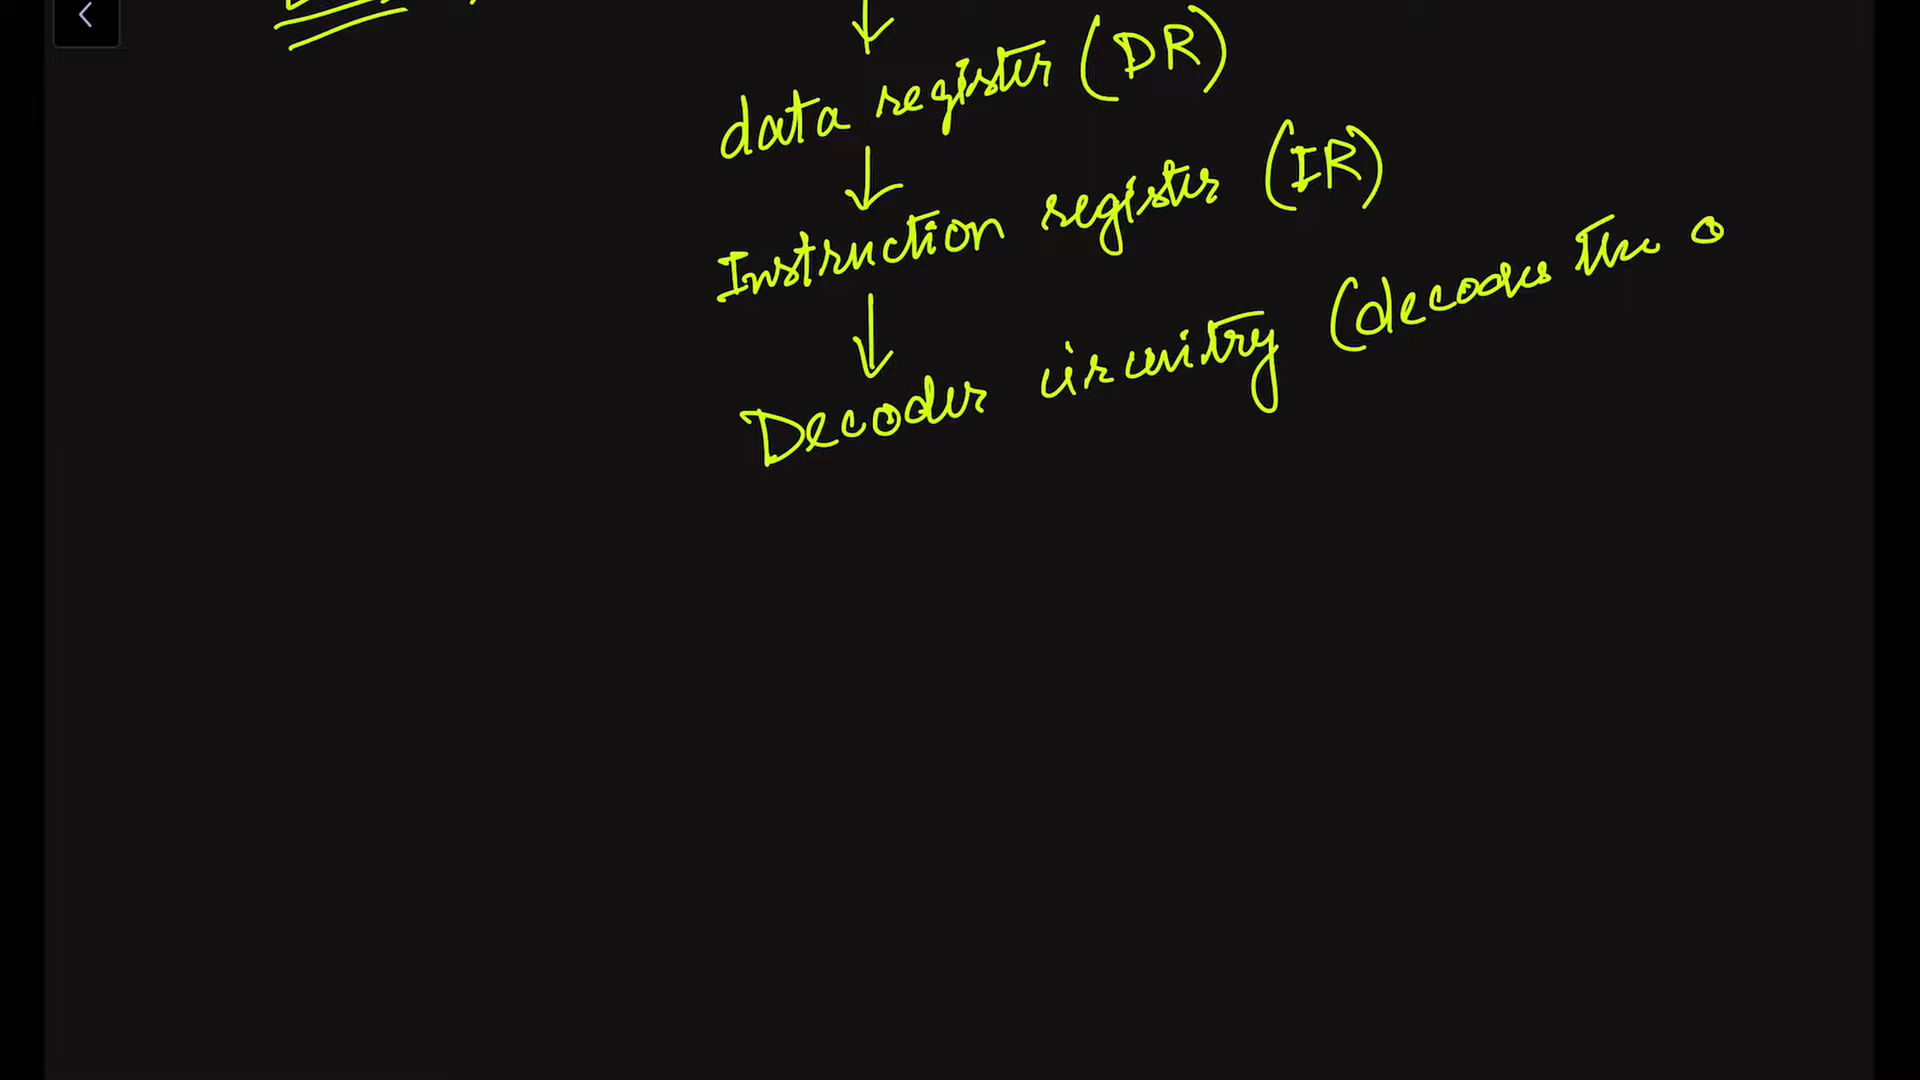 ↓
data register (DR)
↓
Instruction register (IR)
↓
Decoder circuitry (decodes the o